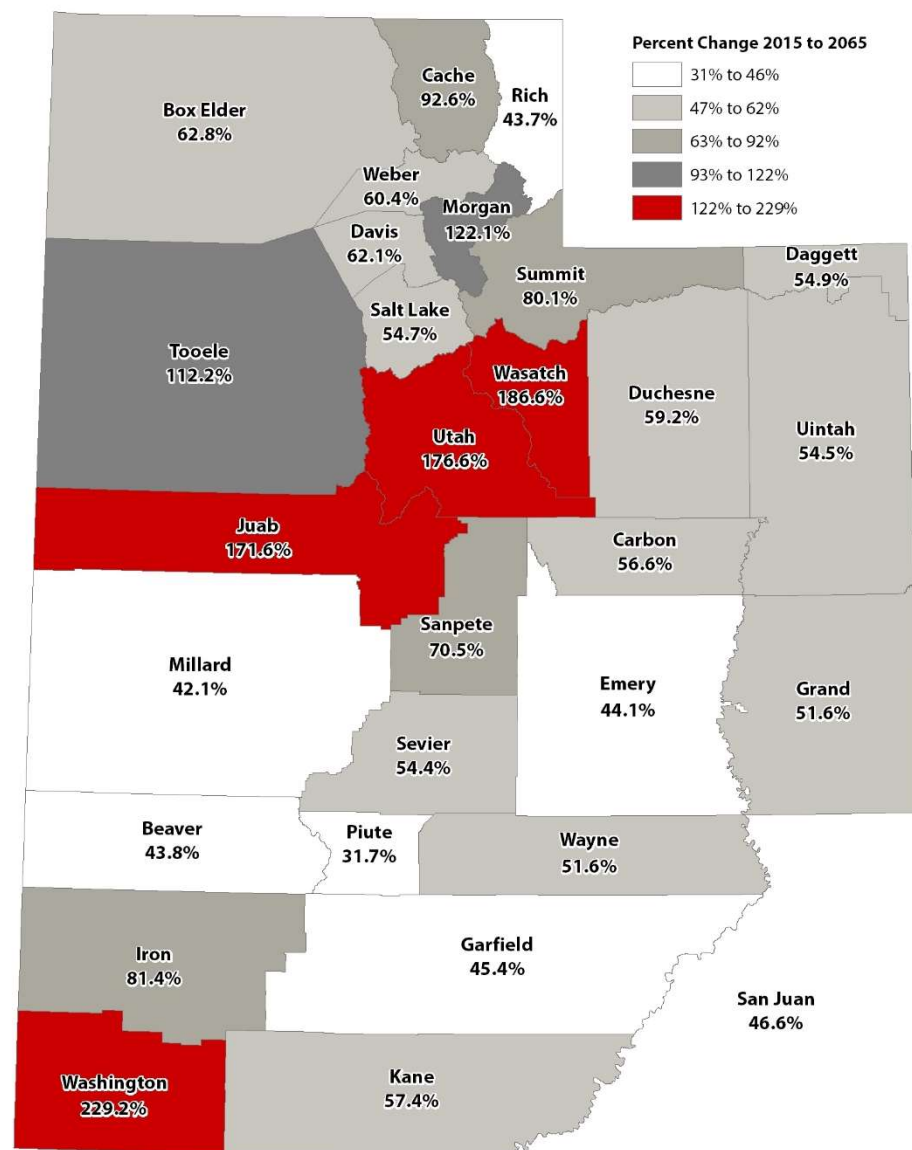 Percent Change 2015 to 2065
31% to 46%
47% to 62%
63% to 92%
93% to 122%
122% to 229%
Cache
92.6%
Rich
43.7%
Box Elder
62.8%
Weber
60.4%
Morgan
122.1%
Davis
62.1%
Daggett
54.9%
Summit
80.1%
Salt Lake
54.7%
Tooele
112.2%
Wasatch
186.6%
Duchesne
59.2%
Uintah
54.5%
Utah
176.6%
Juab
171.6%
Carbon
56.6%
Sanpete
70.5%
Millard
42.1%
Emery
44.1%
Grand
51.6%
Sevier
54.4%
Beaver
43.8%
Piute
31.7%
Wayne
51.6%
Iron
81.4%
Garfield
45.4%
San Juan
46.6%
Washington
229.2%
Kane
57.4%